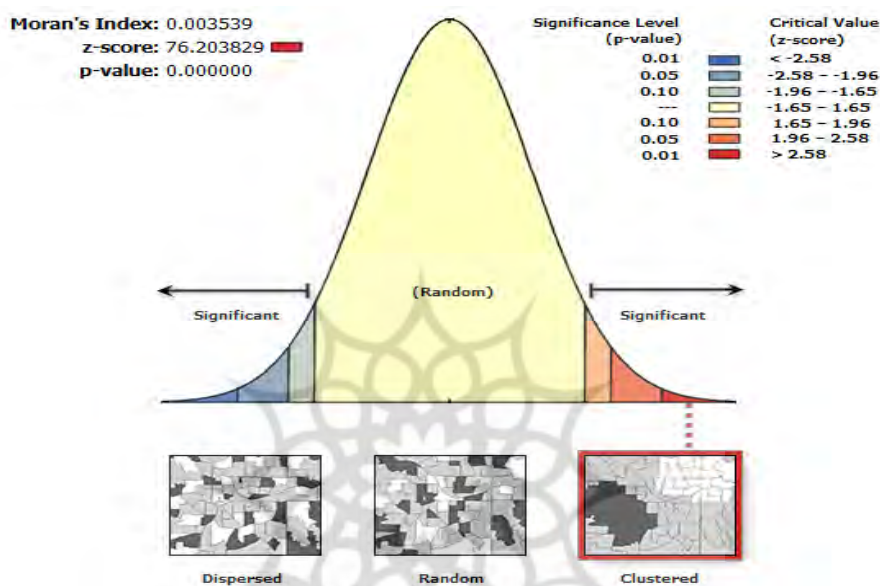 Moran's Index: 0.003539
z-score: 76.203829
p-value: 0.000000
Significance Level
(p-value)
Critical Value
(z-score)
0.01 < -2.58
0.05 -2.58 – -1.96
0.10 -1.96 – -1.65
--- -1.65 – 1.65
0.10 1.65 – 1.96
0.05 1.96 – 2.58
0.01 > 2.58
Significant
(Random)
Significant
Dispersed
Random
Clustered